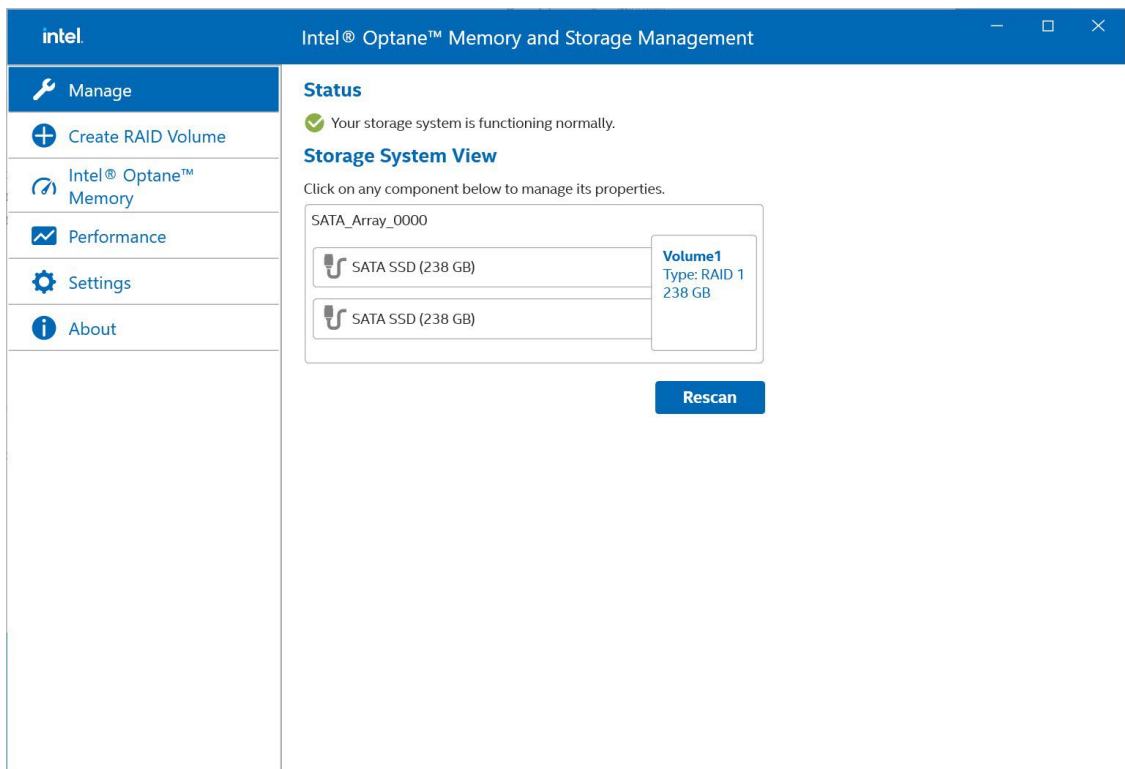 intel.
Intel® Optane™ Memory and Storage Management
Manage
Create RAID Volume
Intel® Optane™
Memory
Performance
Settings
About
Status
Your storage system is functioning normally.
Storage System View
Click on any component below to manage its properties.
SATA_Array_0000
SATA SSD (238 GB)
SATA SSD (238 GB)
Volume1
Type: RAID 1
238 GB
Rescan